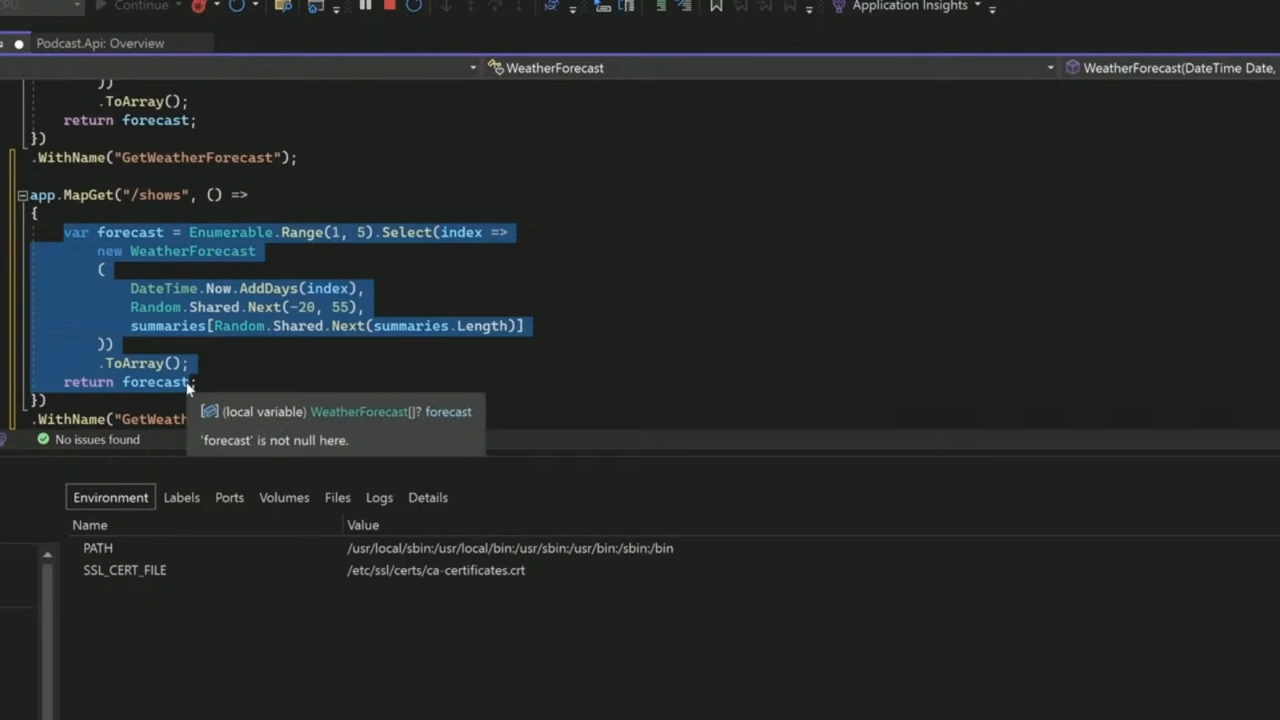 Continue
Application Insights
Podcast.Api: Overview
WeatherForecast
WeatherForecast(DateTime Date,
))
.ToArray();
return forecast;
})
.WithName("GetWeatherForecast");
app.MapGet("/shows", () =>
{
var forecast = Enumerable.Range(1, 5).Select(index =>
new WeatherForecast
(
DateTime.Now.AddDays(index),
Random.Shared.Next(-20, 55),
summaries[Random.Shared.Next(summaries.Length)]
))
.ToArray();
return forecast;
})
(local variable) WeatherForecast[]? forecast
.WithName("GetWeath
No issues found
'forecast' is not null here.
Environment Labels Ports Volumes Files Logs Details
Name Value
PATH /usr/local/sbin:/usr/local/bin:/usr/sbin:/usr/bin:/sbin:/bin
SSL_CERT_FILE /etc/ssl/certs/ca-certificates.crt